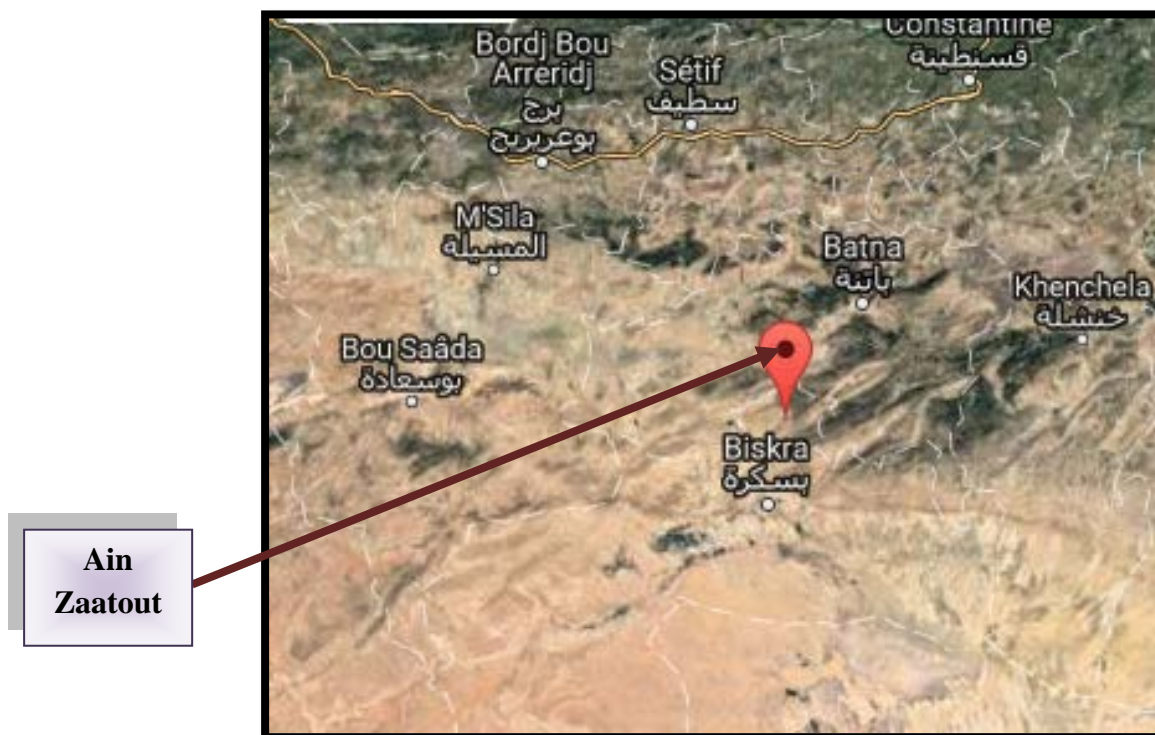 Constantine
قسنطينة
Bordj Bou
Arreridj
برج
بوعريريج
Sétif
سطيف
M'Sila
المسيلة
Batna
باتنة
Khenchela
خنشلة
Bou Saâda
بوسعادة
Biskra
بسكرة
Ain
Zaatout